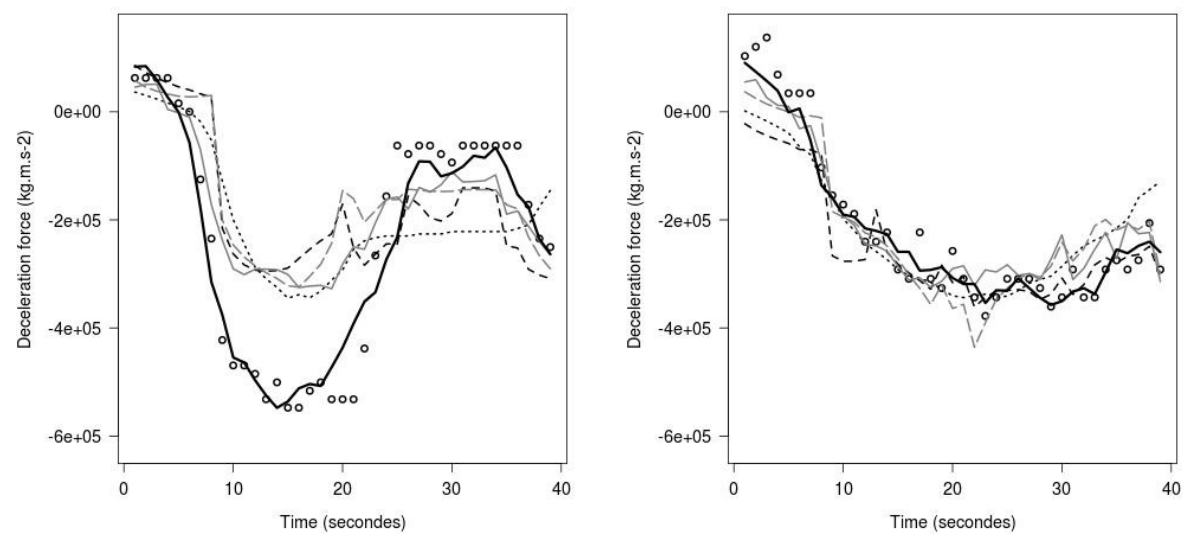 0e+00
-2e+05
-4e+05
-6e+05
Deceleration force (kg.m.s-2)
0 10 20 30 40
Time (secondes)
0e+00
-2e+05
-4e+05
-6e+05
Deceleration force (kg.m.s-2)
0 10 20 30 40
Time (secondes)